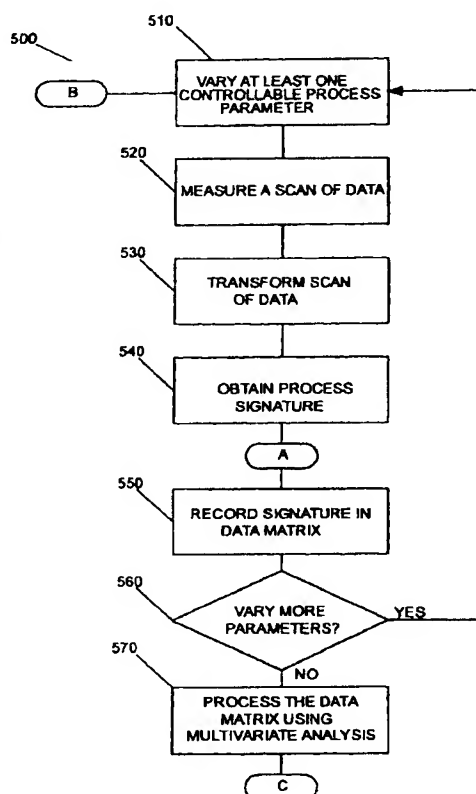 500
510
B
VARY AT LEAST ONE
CONTROLLABLE PROCESS
PARAMETER
520
MEASURE A SCAN OF DATA
530
TRANSFORM SCAN
OF DATA
540
OBTAIN PROCESS
SIGNATURE
A
550
RECORD SIGNATURE IN
DATA MATRIX
560
VARY MORE
PARAMETERS?
YES
NO
570
PROCESS THE DATA
MATRIX USING
MULTIVARIATE ANALYSIS
C